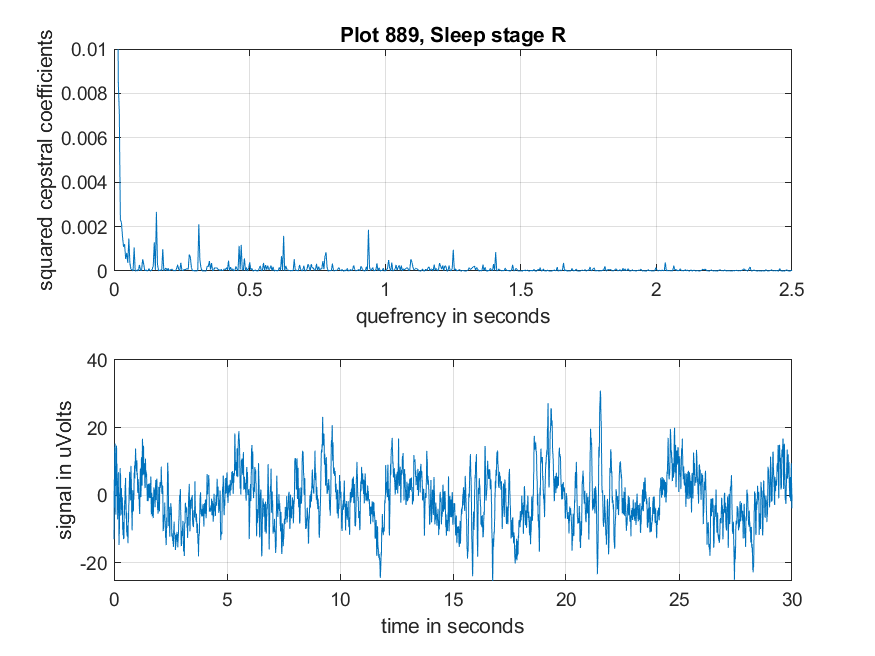 Plot 889, Sleep stage R
squared cepstral coefficients
0.01
0.008
0.006
0.004
0.002
0
0 0.5 1 1.5 2 2.5
quefrency in seconds
signal in uVolts
40
20
0
-20
0 5 10 15 20 25 30
time in seconds